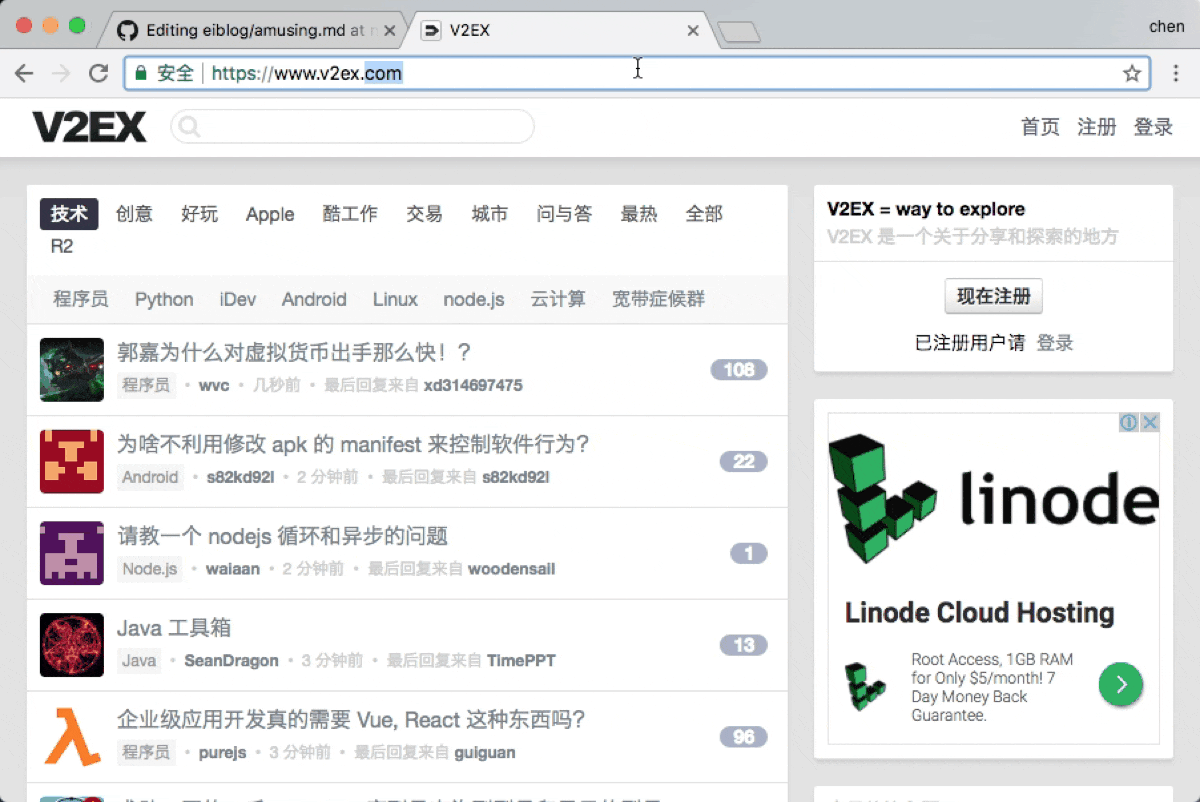 Editing eiblog/amusing.md at
V2EX
chen
安全 https://www.v2ex.com
V2EX
首页 注册 登录
技术 创意 好玩 Apple 酷工作 交易 城市 问与答 最热 全部
R2
程序员 Python iDev Android Linux node.js 云计算 宽带症候群
郭嘉为什么对虚拟货币出手那么快！？
108
程序员 • wvc • 几秒前 • 最后回复来自 xd314697475
为啥不利用修改 apk 的 manifest 来控制软件行为?
22
Android • s82kd92l • 2 分钟前 • 最后回复来自 s82kd92l
请教一个 nodejs 循环和异步的问题
1
Node.js • waiaan • 2 分钟前 • 最后回复来自 woodensail
Java 工具箱
13
Java • SeanDragon • 3 分钟前 • 最后回复来自 TimePPT
企业级应用开发真的需要 Vue, React 这种东西吗?
96
程序员 • purejs • 3 分钟前 • 最后回复来自 guiguan
V2EX = way to explore
V2EX 是一个关于分享和探索的地方
现在注册
已注册用户请 登录
linode
Linode Cloud Hosting
Root Access, 1GB RAM
for Only $5/month! 7
Day Money Back
Guarantee.